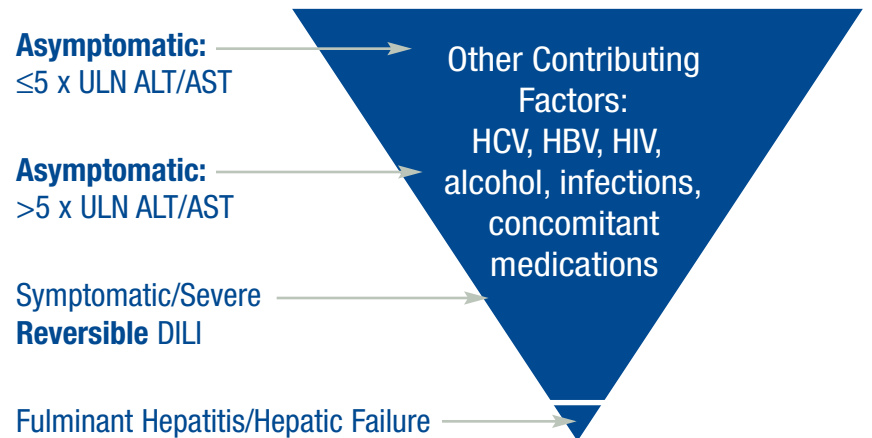 Asymptomatic:
≤5 x ULN ALT/AST
Asymptomatic:
>5 x ULN ALT/AST
Symptomatic/Severe
Reversible DILI
Fulminant Hepatitis/Hepatic Failure
Other Contributing
Factors:
HCV, HBV, HIV,
alcohol, infections,
concomitant
medications